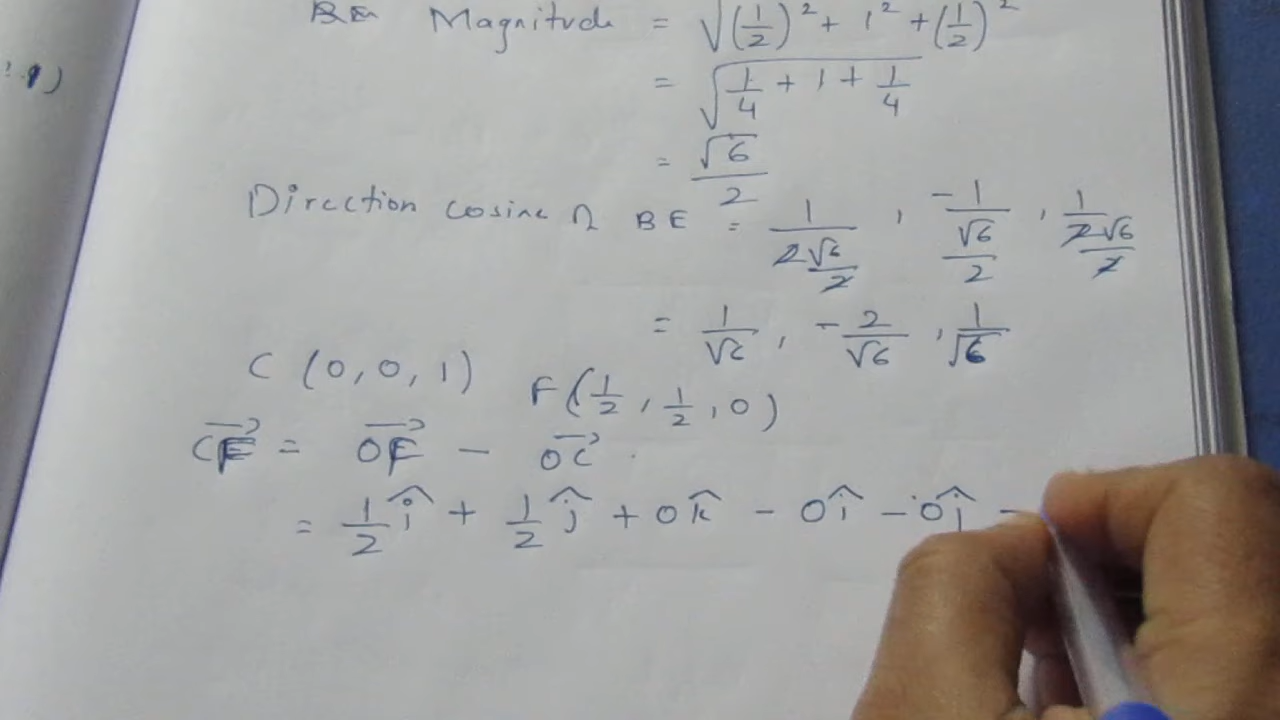 BE Magnitude = √(1/2)² + 1² + (1/2)²
= √1/4 + 1 + 1/4
= √6/2
Direction cosine of BE = 1/(2√6/2) , -1/(√6/2) , 1/(2√6/2)
= 1/√6 , -2/√6 , 1/√6
C (0, 0, 1) F(1/2, 1/2, 0)
CF⃗ = OF⃗ - OC⃗
= 1/2 î + 1/2 ĵ + 0k̂ - 0î - 0ĵ -